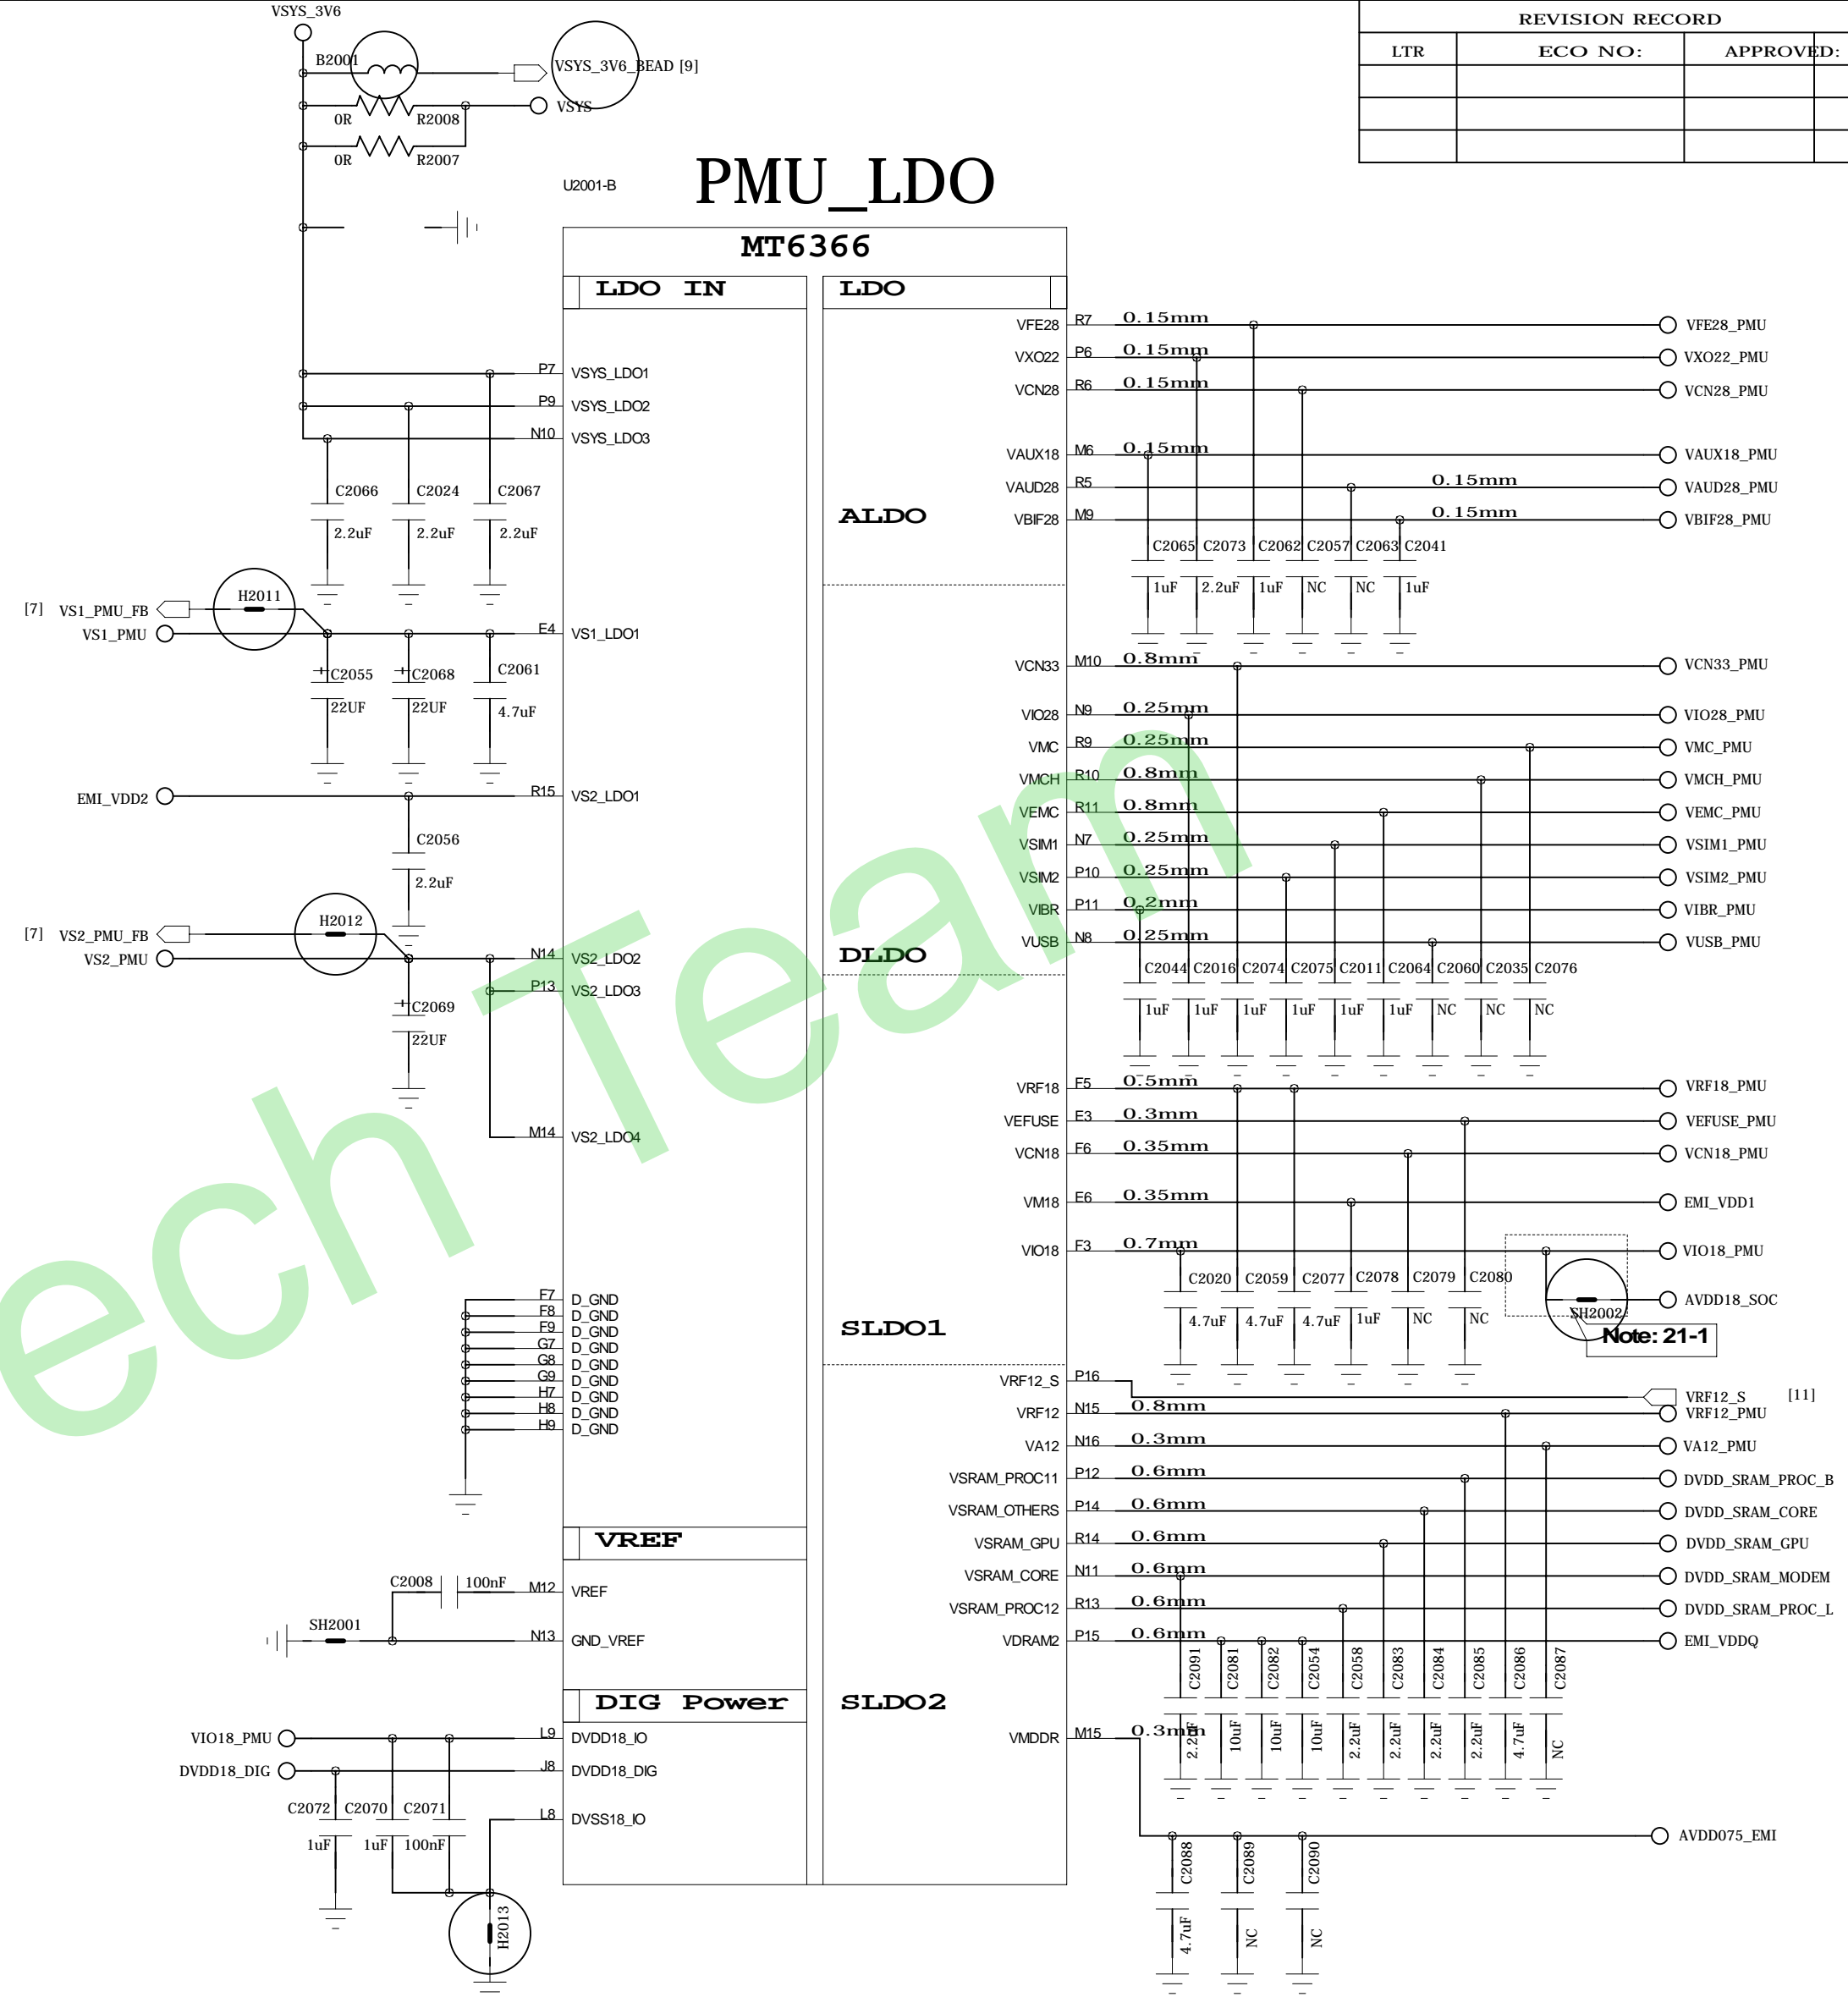 VSYS_3V6
REVISION RECORD
LTR ECO NO: APPROVED:
B2001
VSYS_3V6_BEAD [9]
0R R2008 VSYS
0R R2007
PMU_LDO
U2001-B
MT6366
LDO IN LDO
VFE28 R7 0.15mm VFE28_PMU
VXO22 P6 0.15mm VXO22_PMU
VCN28 R6 0.15mm VCN28_PMU
P7 VSYS_LDO1
P9 VSYS_LDO2
N10 VSYS_LDO3
VAUX18 M6 0.15mm VAUX18_PMU
VAUD28 R5 0.15mm VAUD28_PMU
VBIF28 M9 0.15mm VBIF28_PMU
C2066 C2024 C2067
2.2uF 2.2uF 2.2uF
ALDO
C2065 C2073 C2062 C2057 C2063 C2041
1uF 2.2uF 1uF NC NC 1uF
H2011
[7] VS1_PMU_FB
VS1_PMU E4 VS1_LDO1
C2055 C2068 C2061
22UF 22UF 4.7uF
VCN33 M10 0.8mm VCN33_PMU
VIO28 N9 0.25mm VIO28_PMU
VMC R9 0.25mm VMC_PMU
VMCH R10 0.8mm VMCH_PMU
VEMC R11 0.8mm VEMC_PMU
VSIM1 N7 0.25mm VSIM1_PMU
VSIM2 P10 0.25mm VSIM2_PMU
VIBR P11 0.2mm VIBR_PMU
VUSB N8 0.25mm VUSB_PMU
EMI_VDD2 R15 VS2_LDO1
C2056
2.2uF
H2012
[7] VS2_PMU_FB
VS2_PMU N14 VS2_LDO2
P13 VS2_LDO3
DLDO
C2069
22UF
C2044 C2016 C2074 C2075 C2011 C2064 C2060 C2035 C2076
1uF 1uF 1uF 1uF 1uF 1uF NC NC NC
M14 VS2_LDO4
VRF18 F5 0.5mm VRF18_PMU
VEFUSE E3 0.3mm VEFUSE_PMU
VCN18 F6 0.35mm VCN18_PMU
VM18 E6 0.35mm EMI_VDD1
VIO18 F3 0.7mm VIO18_PMU
C2020 C2059 C2077 C2078 C2079 C2080
4.7uF 4.7uF 4.7uF 1uF NC NC
AVDD18_SOC
SH2002
Note: 21-1
SLDO1
F7 D_GND
F8 D_GND
F9 D_GND
G7 D_GND
G8 D_GND
G9 D_GND
H7 D_GND
H8 D_GND
H9 D_GND
VRF12_S P16 VRF12_S [11]
VRF12 N15 0.8mm VRF12_PMU
VA12 N16 0.3mm VA12_PMU
VSRAM_PROC11 P12 0.6mm DVDD_SRAM_PROC_B
VSRAM_OTHERS P14 0.6mm DVDD_SRAM_CORE
VSRAM_GPU R14 0.6mm DVDD_SRAM_GPU
VSRAM_CORE N11 0.6mm DVDD_SRAM_MODEM
VSRAM_PROC12 R13 0.6mm DVDD_SRAM_PROC_L
VDRAM2 P15 0.6mm EMI_VDDQ
VREF
C2008 100nF M12 VREF
SH2001 N13 GND_VREF
C2091 C2081 C2082 C2054 C2058 C2083 C2084 C2085 C2086 C2087
2.2uF 10uF 10uF 10uF 2.2uF 2.2uF 2.2uF 2.2uF 4.7uF NC
DIG Power SLDO2
VIO18_PMU L9 DVDD18_IO
DVDD18_DIG J8 DVDD18_DIG
VMDDR M15 0.3mm AVDD075_EMI
C2072 C2070 C2071
1uF 1uF 100nF
L8 DVSS18_IO
H2013
C2088 C2089 C2090
4.7uF NC NC
ech Team